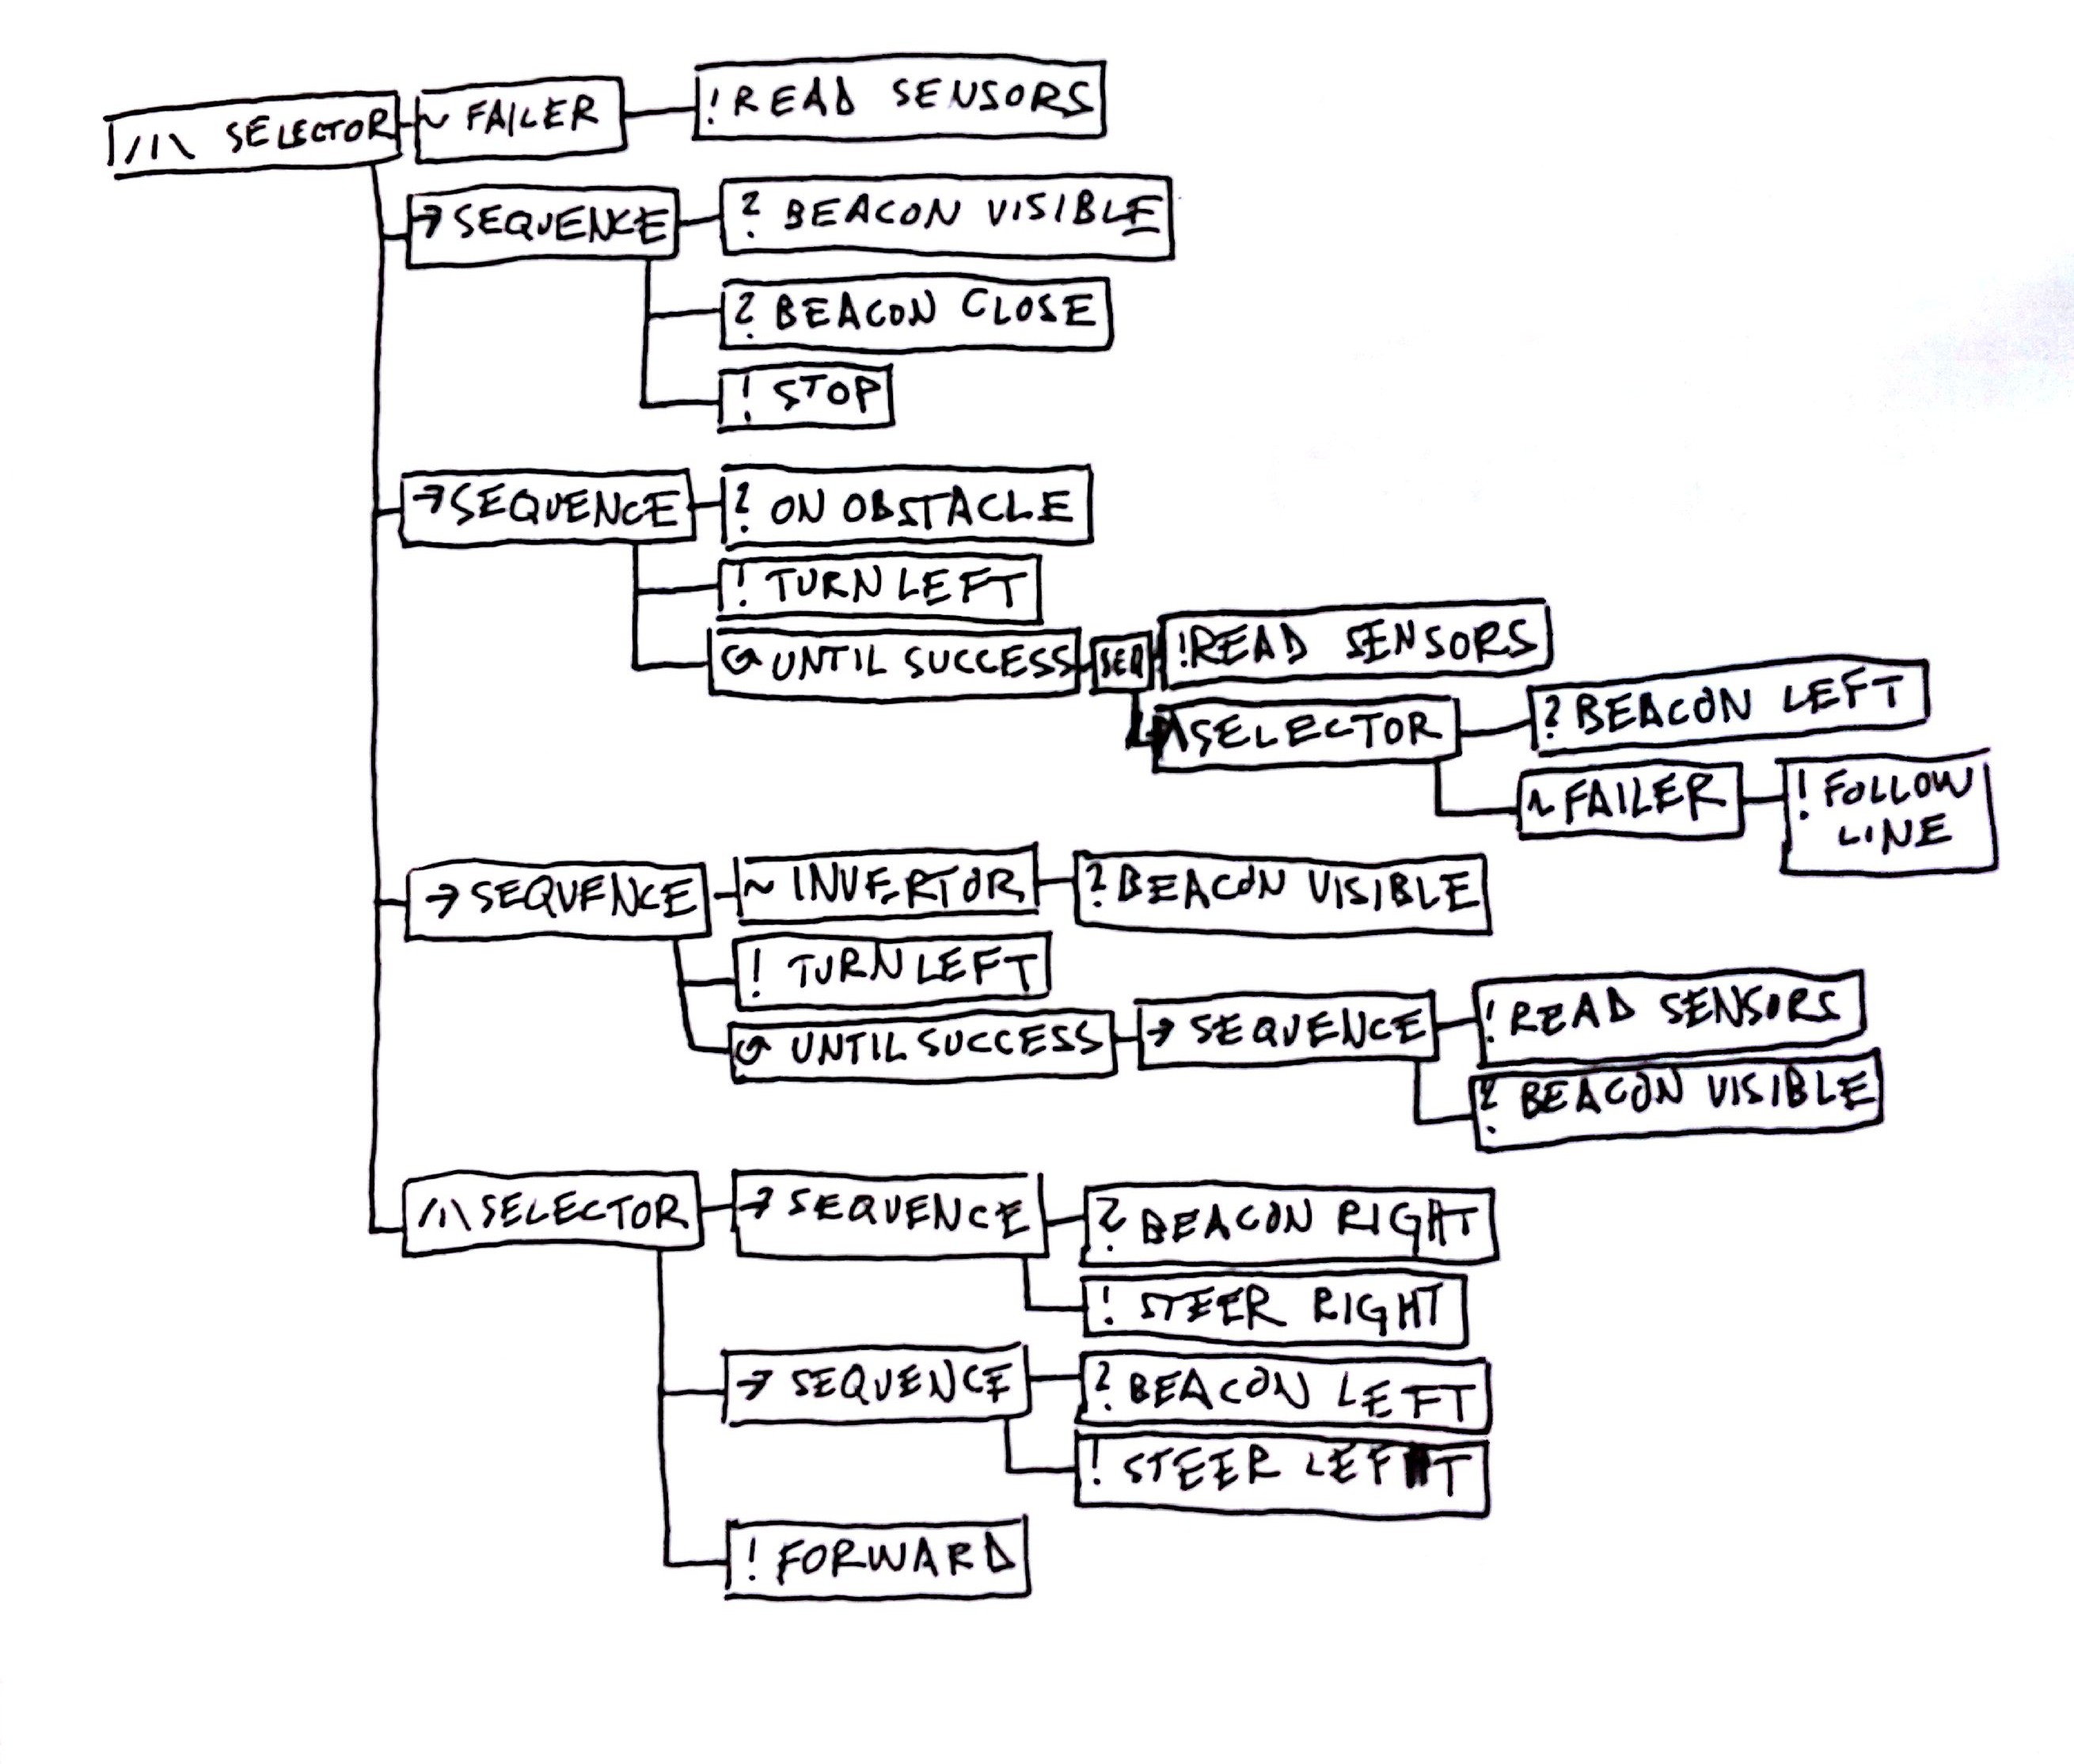 /|\ SELECTOR
~ FAILER
! READ SENSORS
→ SEQUENCE
? BEACON VISIBLE
? BEACON CLOSE
! STOP
→ SEQUENCE
? ON OBSTACLE
! TURN LEFT
↺ UNTIL SUCCESS
SEQ
! READ SENSORS
/|\ SELECTOR
? BEACON LEFT
~ FAILER
! FOLLOW
LINE
→ SEQUENCE
~ INVERTOR
? BEACON VISIBLE
! TURN LEFT
↺ UNTIL SUCCESS
→ SEQUENCE
! READ SENSORS
? BEACON VISIBLE
/|\ SELECTOR
→ SEQUENCE
? BEACON RIGHT
! STEER RIGHT
→ SEQUENCE
? BEACON LEFT
! STEER LEFT
! FORWARD